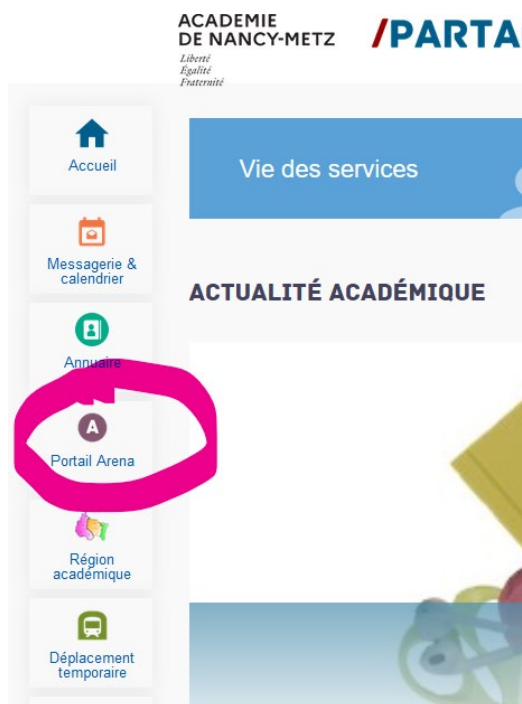 ACADEMIE
DE NANCY-METZ
Liberté
Égalité
Fraternité
/PARTA
Accueil
Vie des services
Messagerie &
calendrier
ACTUALITÉ ACADÉMIQUE
Annuaire
A
Portail Arena
Région
académique
Déplacement
temporaire